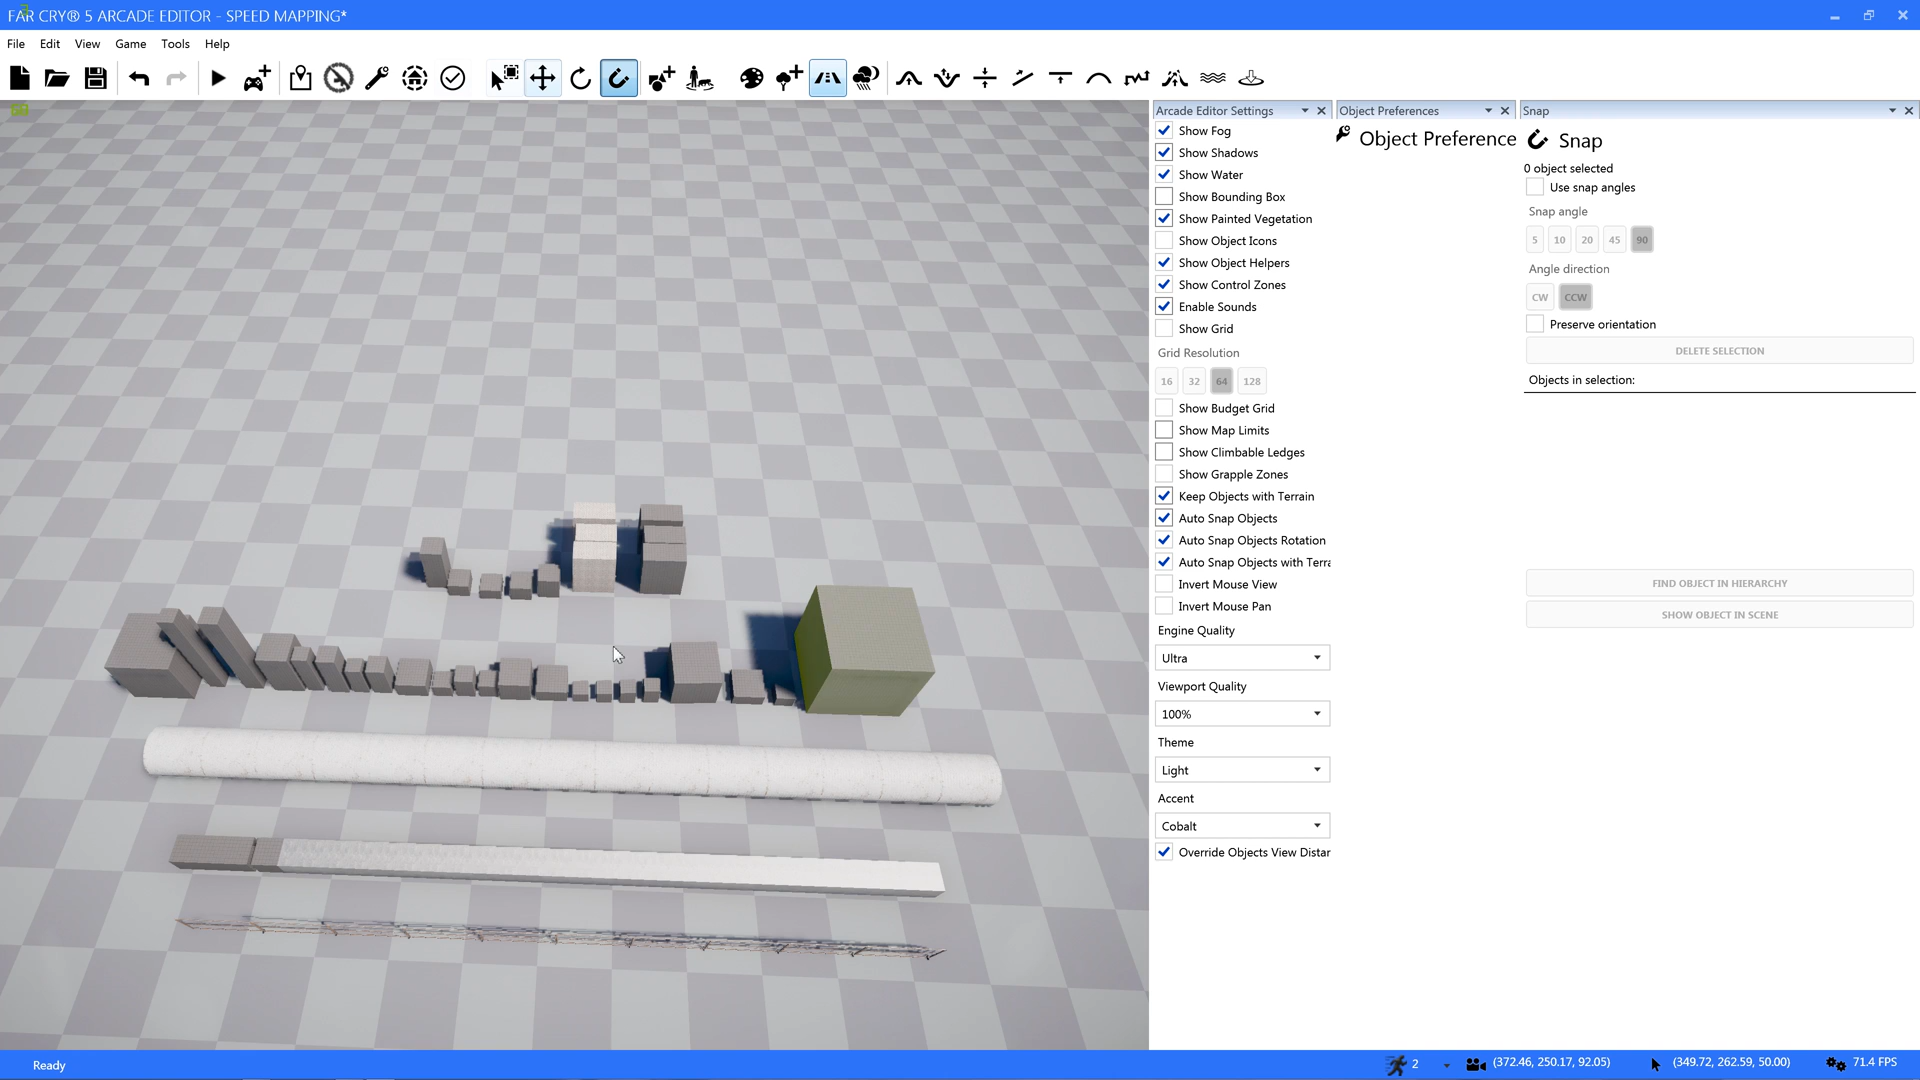 FAR CRY® 5 ARCADE EDITOR - SPEED MAPPING*
File Edit View Game Tools Help
Arcade Editor Settings
Show Fog
Show Shadows
Show Water
Show Bounding Box
Show Painted Vegetation
Show Object Icons
Show Object Helpers
Show Control Zones
Enable Sounds
Show Grid
Grid Resolution
16 32 64 128
Show Budget Grid
Show Map Limits
Show Climbable Ledges
Show Grapple Zones
Keep Objects with Terrain
Auto Snap Objects
Auto Snap Objects Rotation
Auto Snap Objects with Terra
Invert Mouse View
Invert Mouse Pan
Engine Quality
Ultra
Viewport Quality
100%
Theme
Light
Accent
Cobalt
Override Objects View Distar
Object Preferences
Object Preference
Snap
Snap
0 object selected
Use snap angles
Snap angle
5 10 20 45 90
Angle direction
CW CCW
Preserve orientation
DELETE SELECTION
Objects in selection:
FIND OBJECT IN HIERARCHY
SHOW OBJECT IN SCENE
Ready
2 (372.46, 250.17, 92.05) (349.72, 262.59, 50.00) 71.4 FPS